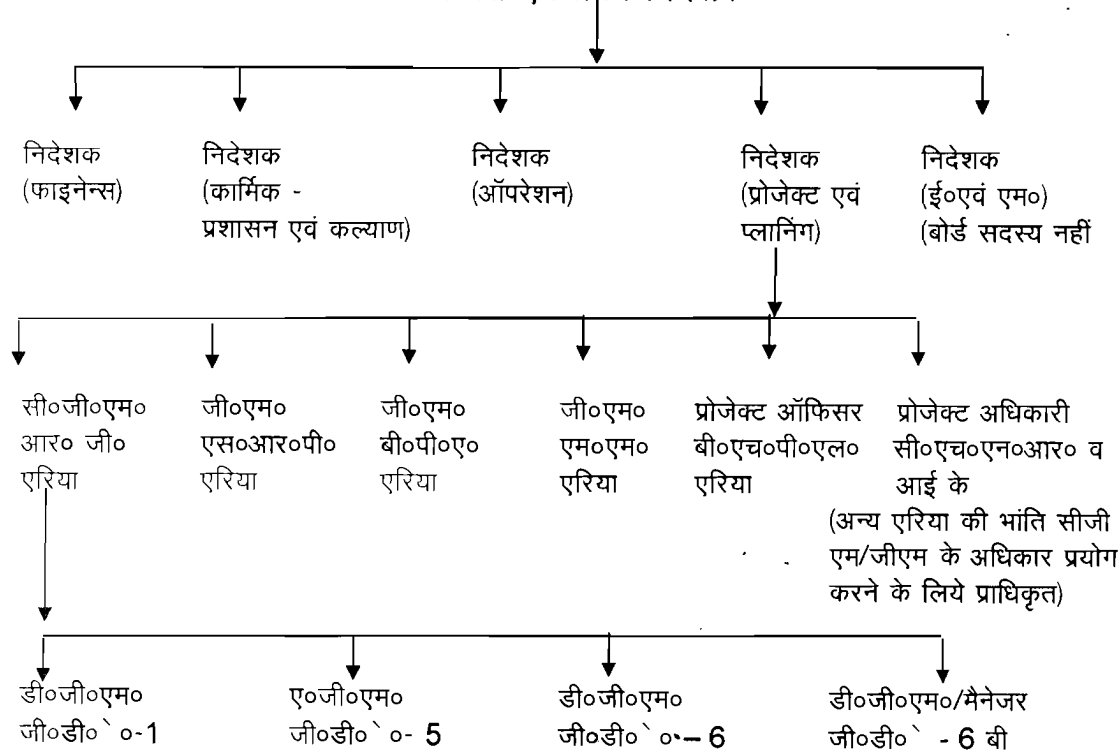 निदेशक
(फाइनेन्स)
निदेशक
(कार्मिक -
प्रशासन एवं कल्याण)
निदेशक
(ऑपरेशन)
निदेशक
(प्रोजेक्ट एवं
प्लानिंग)
निदेशक
(ई०एवं एम०)
(बोर्ड सदस्य नहीं
सी०जी०एम०
आर० जी०
एरिया
जी०एम०
एस०आर०पी०
एरिया
जी०एम०
बी०पी०ए०
एरिया
जी०एम०
एम०एम०
एरिया
प्रोजेक्ट ऑफिसर
बी०एच०पी०एल०
एरिया
प्रोजेक्ट अधिकारी
सी०एच०एन०आर० व
आई के
(अन्य एरिया की भांति सीजी
एम/जीएम के अधिकार प्रयोग
करने के लिये प्राधिकृत)
डी०जी०एम०
जी०डी०ॅ०-1
ए०जी०एम०
जी०डी०ॅ०- 5
डी०जी०एम०
जी०डी०ॅ०-– 6
डी०जी०एम०/मैनेजर
जी०डी०ॅ - 6 बी